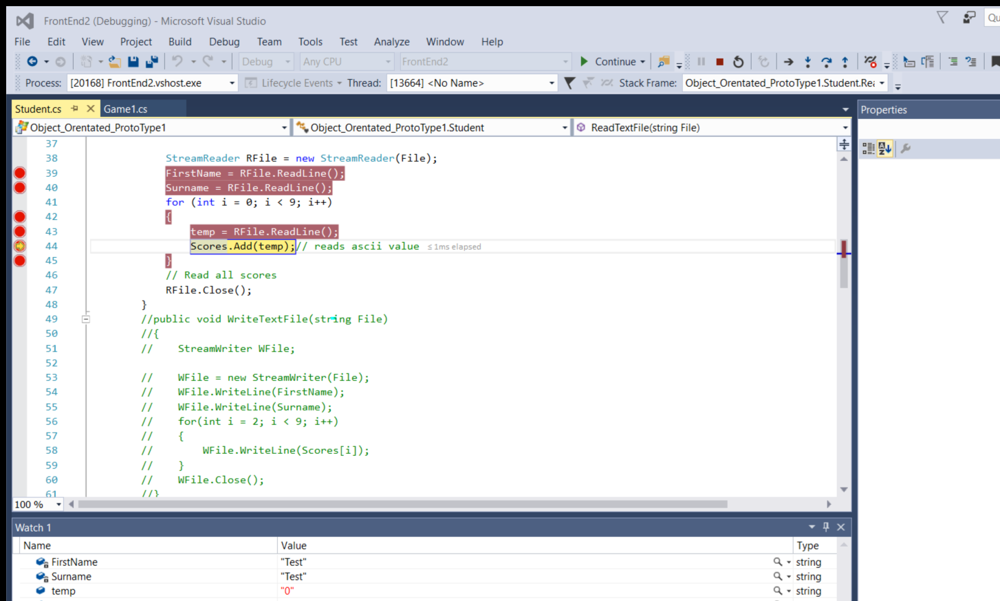 FrontEnd2 (Debugging) - Microsoft Visual Studio
File Edit View Project Build Debug Team Tools Test Analyze Window Help
Debug Any CPU FrontEnd2 Continue
Process: [20168] FrontEnd2.vshost.exe Lifecycle Events Thread: [13664] <No Name> Stack Frame: Object_Orentated_ProtoType1.Student.Rea
Student.cs Game1.cs
Properties
Object_Orentated_ProtoType1 Object_Orentated_ProtoType1.Student ReadTextFile(string File)
37
38 StreamReader RFile = new StreamReader(File);
39 FirstName = RFile.ReadLine();
40 Surname = RFile.ReadLine();
41 for (int i = 0; i < 9; i++)
42 {
43 temp = RFile.ReadLine();
44 Scores.Add(temp);// reads ascii value ≤1ms elapsed
45 }
46 // Read all scores
47 RFile.Close();
48 }
49 //public void WriteTextFile(string File)
50 //{
51 // StreamWriter WFile;
52
53 // WFile = new StreamWriter(File);
54 // WFile.WriteLine(FirstName);
55 // WFile.WriteLine(Surname);
56 // for(int i = 2; i < 9; i++)
57 // {
58 // WFile.WriteLine(Scores[i]);
59 // }
60 // WFile.Close();
61 //}
100 %
Watch 1
Name Value Type
FirstName "Test" string
Surname "Test" string
temp "0" string